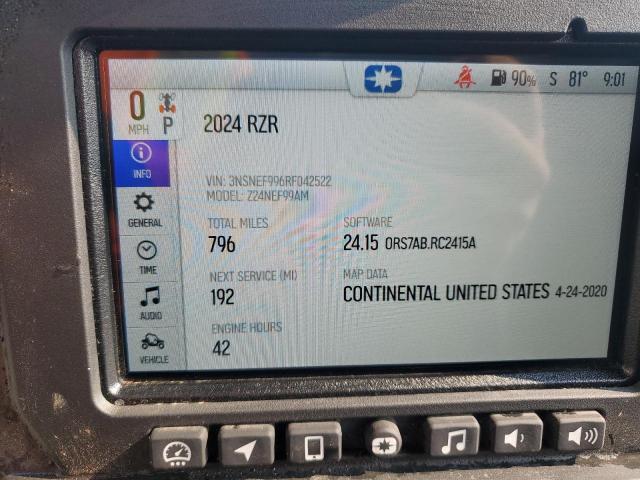 90% S 81° 9:01
0
MPH P
2024 RZR
INFO
VIN: 3NSNEF996RF042522
MODEL: Z24NEF99AM
GENERAL
TOTAL MILES SOFTWARE
796 24.15 0RS7AB.RC2415A
TIME
NEXT SERVICE (MI) MAP DATA
192 CONTINENTAL UNITED STATES 4-24-2020
AUDIO
ENGINE HOURS
42
VEHICLE